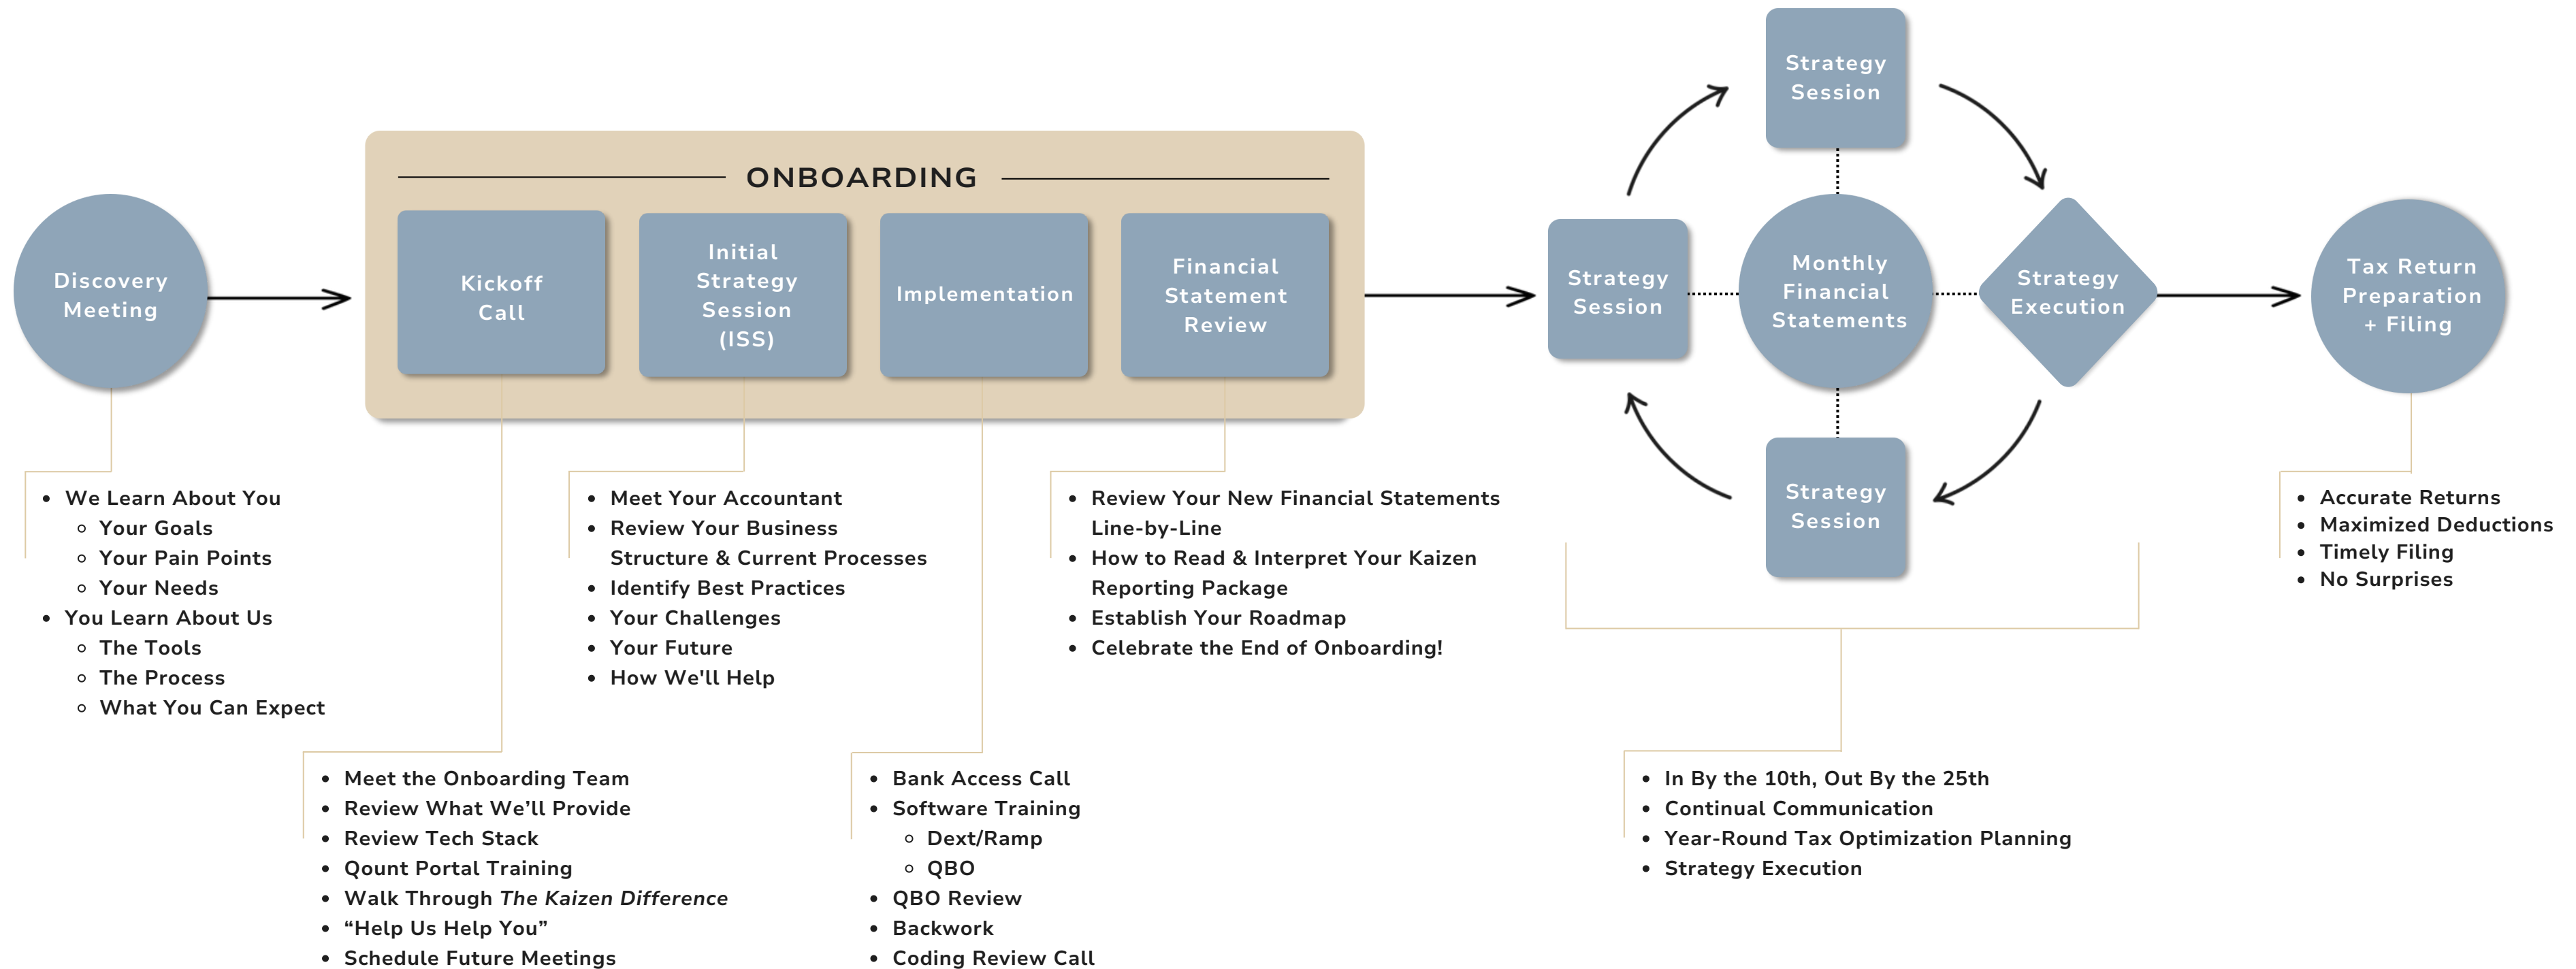 Discovery
Meeting
ONBOARDING
Kickoff
Call
Initial
Strategy
Session
(ISS)
Implementation
Financial
Statement
Review
Strategy
Session
Strategy
Session
Monthly
Financial
Statements
Strategy
Execution
Strategy
Session
Tax Return
Preparation
+ Filing
• We Learn About You
◦ Your Goals
◦ Your Pain Points
◦ Your Needs
• You Learn About Us
◦ The Tools
◦ The Process
◦ What You Can Expect
• Meet the Onboarding Team
• Review What We’ll Provide
• Review Tech Stack
• Qount Portal Training
• Walk Through The Kaizen Difference
• “Help Us Help You”
• Schedule Future Meetings
• Meet Your Accountant
• Review Your Business
Structure & Current Processes
• Identify Best Practices
• Your Challenges
• Your Future
• How We'll Help
• Bank Access Call
• Software Training
◦ Dext/Ramp
◦ QBO
• QBO Review
• Backwork
• Coding Review Call
• Review Your New Financial Statements
Line-by-Line
• How to Read & Interpret Your Kaizen
Reporting Package
• Establish Your Roadmap
• Celebrate the End of Onboarding!
• In By the 10th, Out By the 25th
• Continual Communication
• Year-Round Tax Optimization Planning
• Strategy Execution
• Accurate Returns
• Maximized Deductions
• Timely Filing
• No Surprises